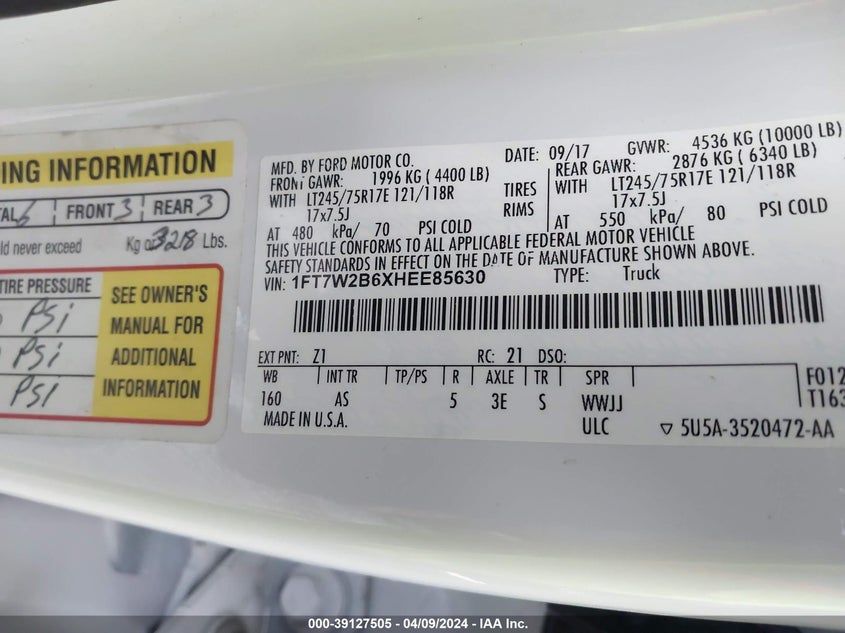 ING INFORMATION
TAL 6 FRONT 3 REAR 3
ld never exceed Kg or 3218 Lbs.
TIRE PRESSURE
PSi
PSi
PSi
SEE OWNER'S
MANUAL FOR
ADDITIONAL
INFORMATION
MFD. BY FORD MOTOR CO. DATE: 09/17 GVWR: 4536 KG (10000 LB)
FRONT GAWR: 1996 KG ( 4400 LB) REAR GAWR: 2876 KG ( 6340 LB)
WITH LT245/75R17E 121/118R TIRES WITH LT245/75R17E 121/118R
17x7.5J RIMS 17x7.5J
AT 480 kPa/ 70 PSI COLD AT 550 kPa/ 80 PSI COLD
THIS VEHICLE CONFORMS TO ALL APPLICABLE FEDERAL MOTOR VEHICLE
SAFETY STANDARDS IN EFFECT ON THE DATE OF MANUFACTURE SHOWN ABOVE.
VIN: 1FT7W2B6XHEE85630 TYPE: Truck
EXT PNT: Z1 RC: 21 DSO:
WB INT TR TP/PS R AXLE TR SPR F012
160 AS 5 3E S WWJJ T163
MADE IN U.S.A. ULC ▽ 5U5A-3520472-AA
000-39127505 - 04/09/2024 - IAA Inc.